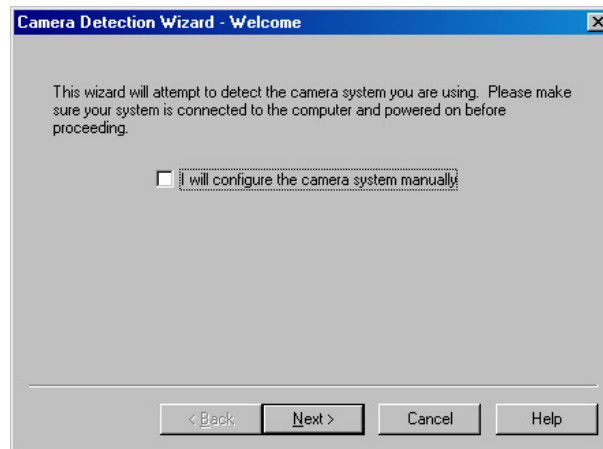 Camera Detection Wizard - Welcome
This wizard will attempt to detect the camera system you are using. Please make
sure your system is connected to the computer and powered on before
proceeding.
I will configure the camera system manually
< Back Next > Cancel Help